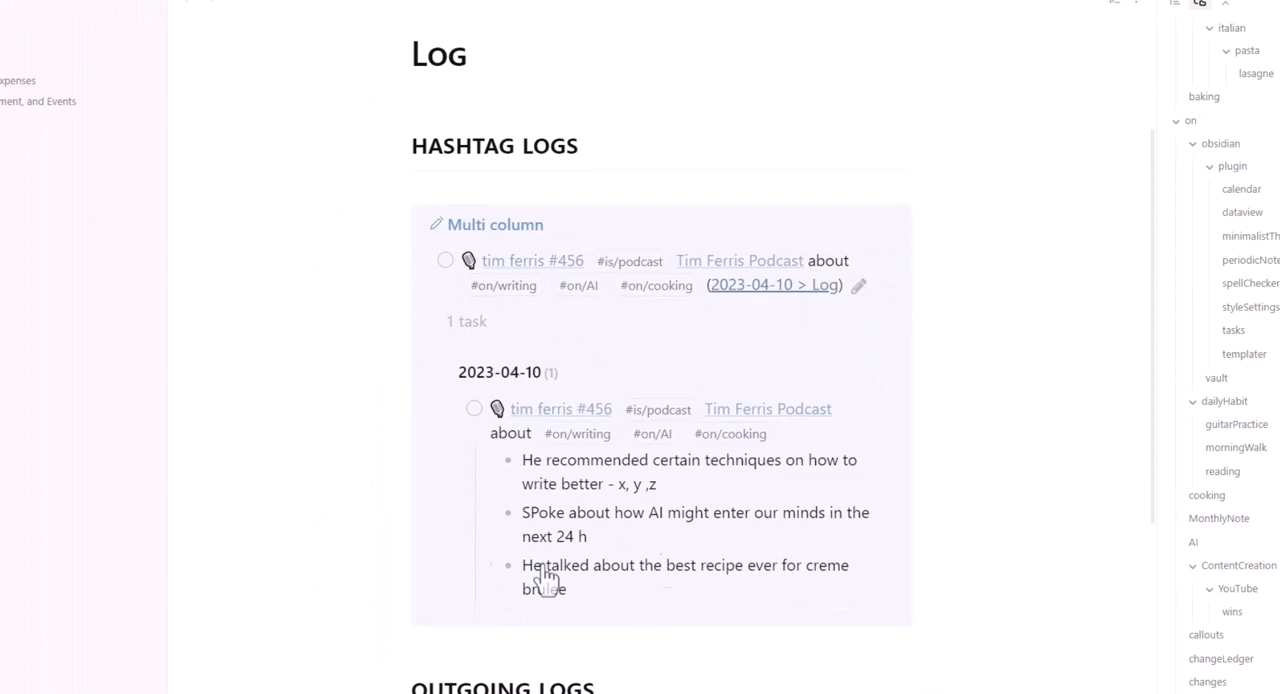 xpenses
ment, and Events
Log
HASHTAG LOGS
Multi column
tim ferris #456 #is/podcast Tim Ferris Podcast about
#on/writing #on/AI #on/cooking (2023-04-10 > Log)
1 task
2023-04-10 (1)
tim ferris #456 #is/podcast Tim Ferris Podcast
about #on/writing #on/AI #on/cooking
He recommended certain techniques on how to
write better - x, y ,z
SPoke about how AI might enter our minds in the
next 24 h
He talked about the best recipe ever for creme
brulee
OUTGOING LOGS
italian
pasta
lasagne
baking
on
obsidian
plugin
calendar
dataview
minimalistTh
periodicNote
spellChecker
styleSettings
tasks
templater
vault
dailyHabit
guitarPractice
morningWalk
reading
cooking
MonthlyNote
AI
ContentCreation
YouTube
wins
callouts
changeLedger
changes